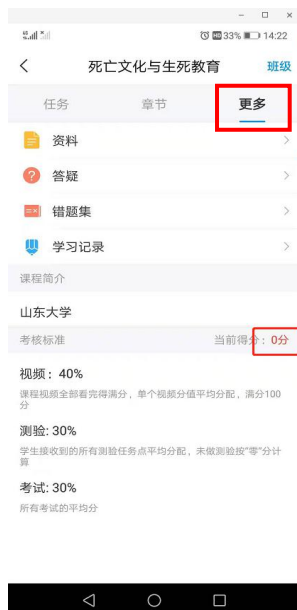 33% 14:22
死亡文化与生死教育 班级
任务 章节 更多
资料
答疑
错题集
学习记录
课程简介
山东大学
考核标准 当前得分：0分
视频：40%
课程视频全部看完得满分，单个视频分值平均分配，满分100
分
测验: 30%
学生接收到的所有测验任务点平均分配，未做测验按"零"分计
算
考试: 30%
所有考试的平均分